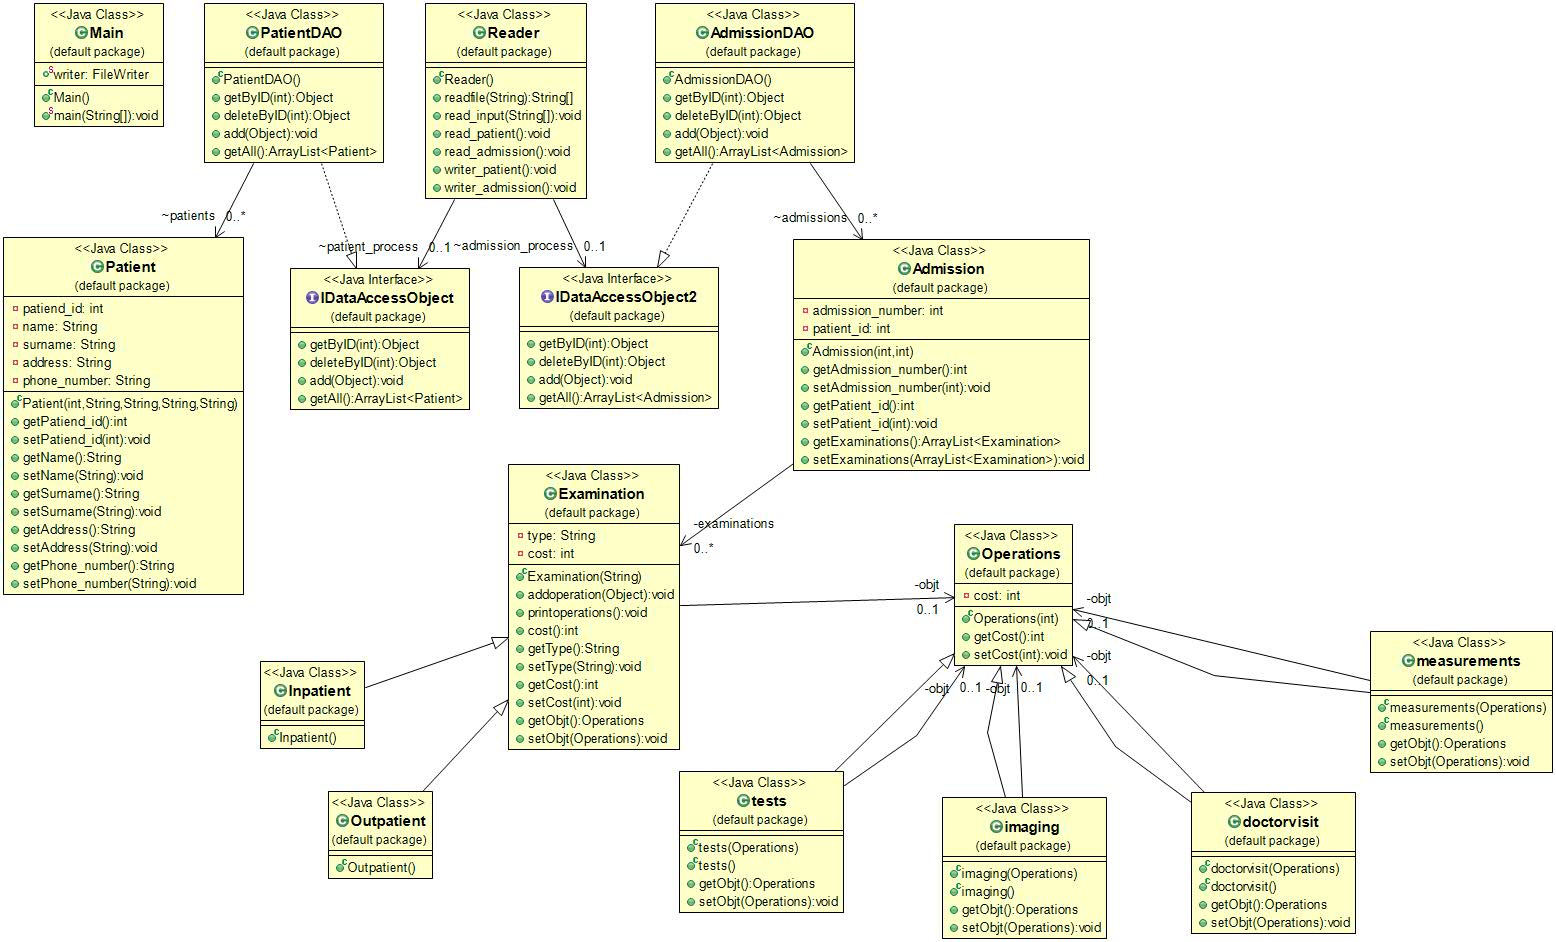 <<Java Class>>
Main
(default package)
writer: FileWriter
Main()
main(String[]):void
<<Java Class>>
PatientDAO
(default package)
PatientDAO()
getByID(int):Object
deleteByID(int):Object
add(Object):void
getAll():ArrayList<Patient>
<<Java Class>>
Reader
(default package)
Reader()
readfile(String):String[]
read_input(String[]):void
read_patient():void
read_admission():void
writer_patient():void
writer_admission():void
<<Java Class>>
AdmissionDAO
(default package)
AdmissionDAO()
getByID(int):Object
deleteByID(int):Object
add(Object):void
getAll():ArrayList<Admission>
~patients 0..*
~patient_process 0..1
~admission_process 0..1
~admissions 0..*
<<Java Class>>
Patient
(default package)
patiend_id: int
name: String
surname: String
address: String
phone_number: String
Patient(int,String,String,String,String)
getPatiend_id():int
setPatiend_id(int):void
getName():String
setName(String):void
getSurname():String
setSurname(String):void
getAddress():String
setAddress(String):void
getPhone_number():String
setPhone_number(String):void
<<Java Interface>>
IDataAccessObject
(default package)
getByID(int):Object
deleteByID(int):Object
add(Object):void
getAll():ArrayList<Patient>
<<Java Interface>>
IDataAccessObject2
(default package)
getByID(int):Object
deleteByID(int):Object
add(Object):void
getAll():ArrayList<Admission>
<<Java Class>>
Admission
(default package)
admission_number: int
patient_id: int
Admission(int,int)
getAdmission_number():int
setAdmission_number(int):void
getPatient_id():int
setPatient_id(int):void
getExaminations():ArrayList<Examination>
setExaminations(ArrayList<Examination>):void
-examinations
0..*
<<Java Class>>
Examination
(default package)
type: String
cost: int
Examination(String)
addoperation(Object):void
printoperations():void
cost():int
getType():String
setType(String):void
getCost():int
setCost(int):void
getObjt():Operations
setObjt(Operations):void
-objt
0..1
<<Java Class>>
Operations
(default package)
cost: int
Operations(int)
getCost():int
setCost(int):void
-objt
0..1
-objt
0..1
-objt 0..1
-objt 0..1
<<Java Class>>
Inpatient
(default package)
Inpatient()
<<Java Class>>
Outpatient
(default package)
Outpatient()
<<Java Class>>
tests
(default package)
tests(Operations)
tests()
getObjt():Operations
setObjt(Operations):void
<<Java Class>>
imaging
(default package)
imaging(Operations)
imaging()
getObjt():Operations
setObjt(Operations):void
<<Java Class>>
doctorvisit
(default package)
doctorvisit(Operations)
doctorvisit()
getObjt():Operations
setObjt(Operations):void
<<Java Class>>
measurements
(default package)
measurements(Operations)
measurements()
getObjt():Operations
setObjt(Operations):void